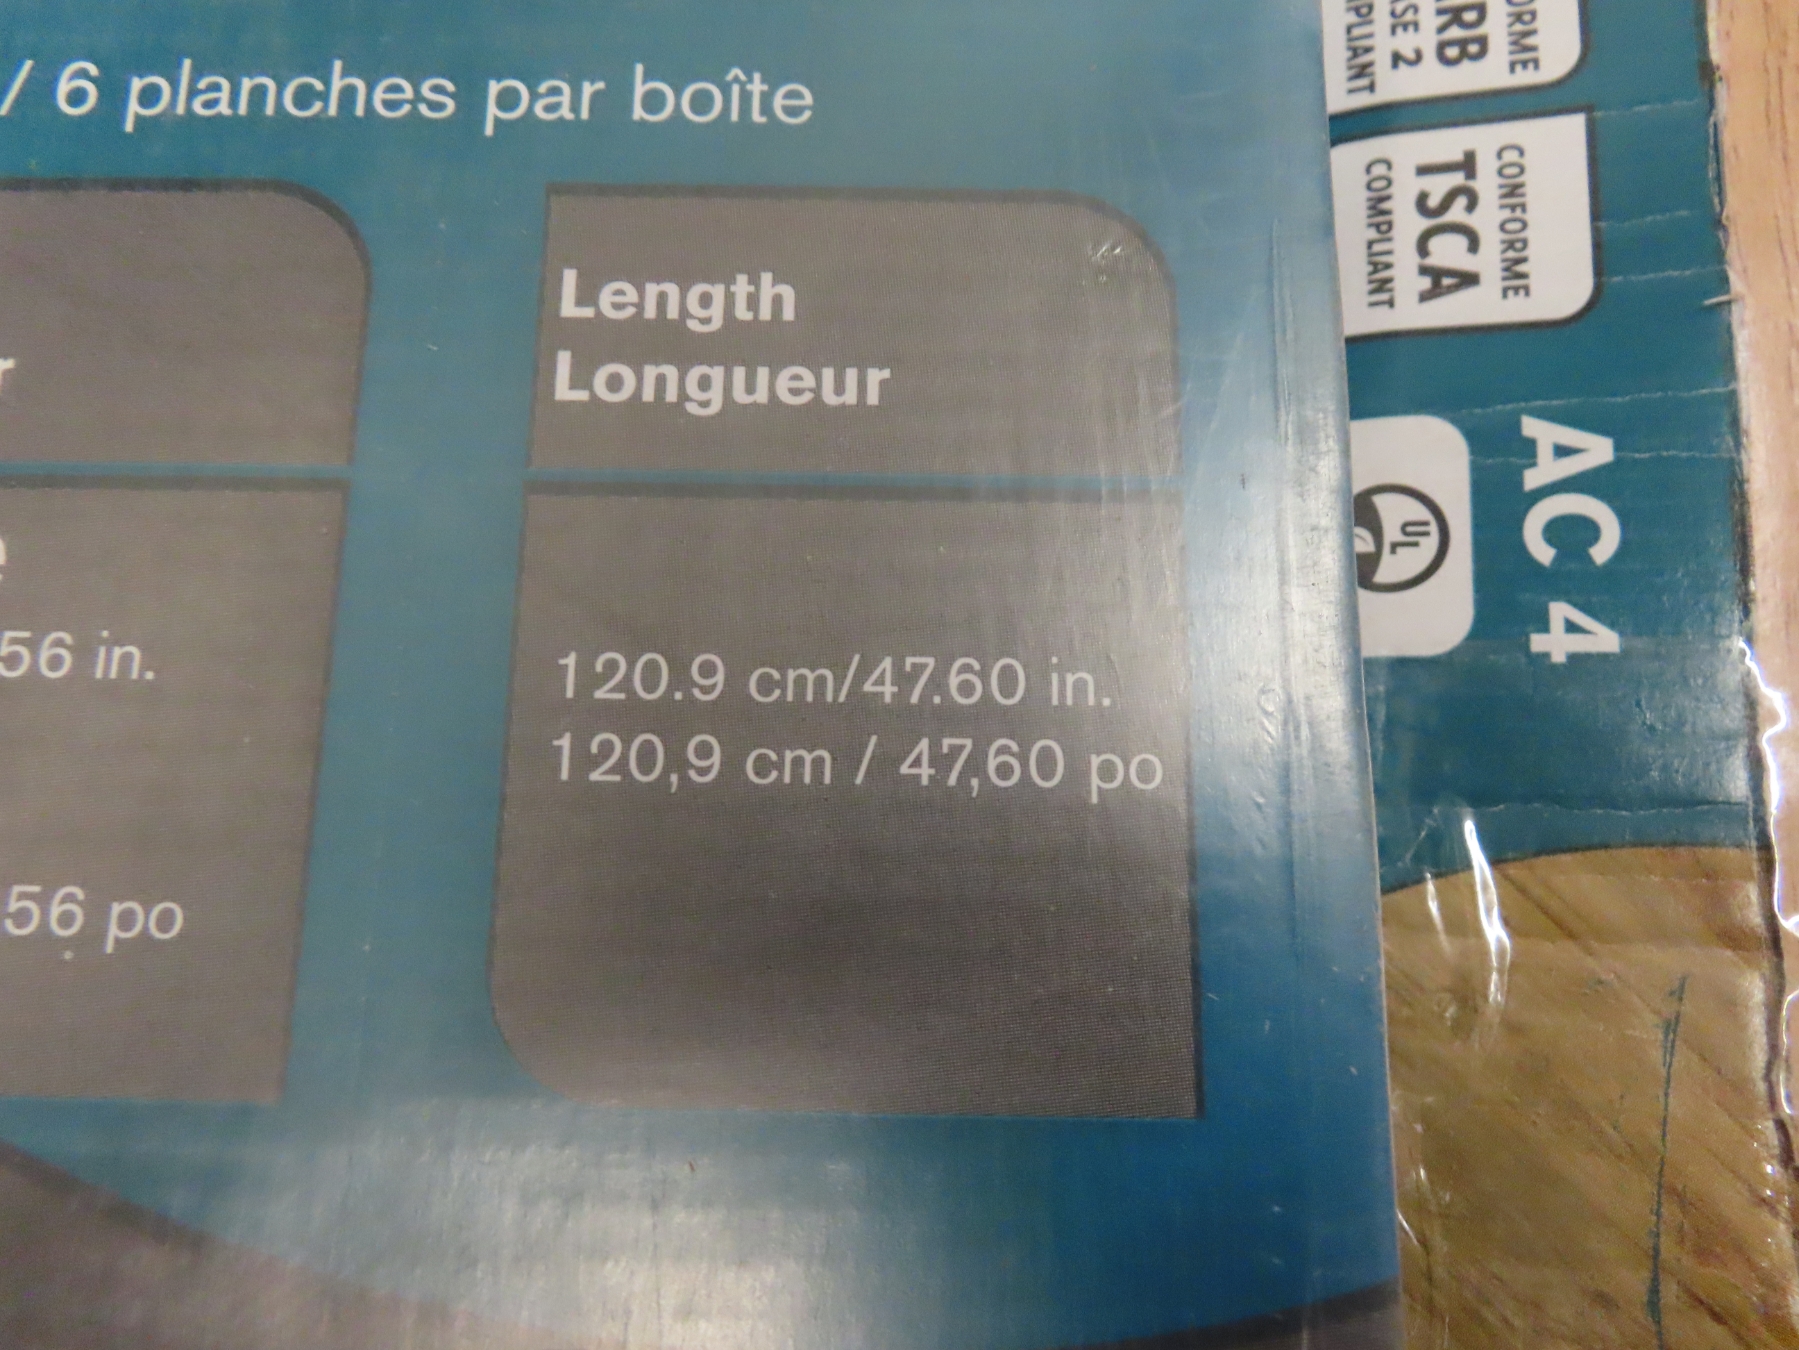 / 6 planches par boîte
Length
Longueur
56 in.
56 po
120.9 cm/47.60 in.
120,9 cm / 47,60 po
CONFORME
TSCA
COMPLIANT
UL
AC 4